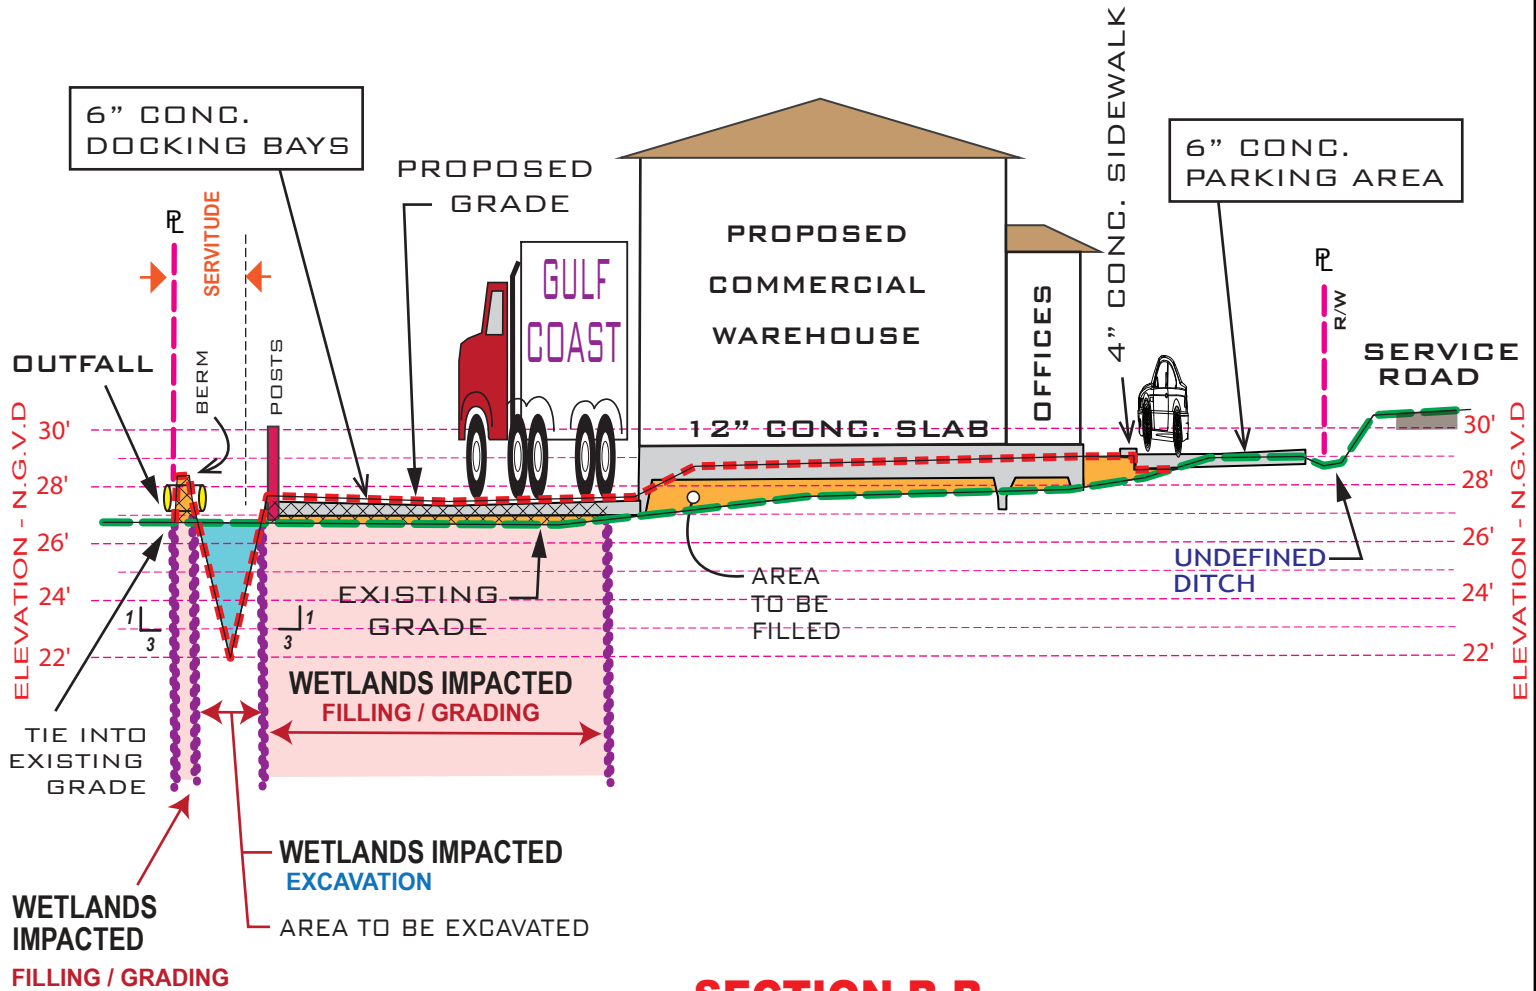 6” CONC.
DOCKING BAYS
PROPOSED
GRADE
4” CONC. SIDEWALK
6” CONC.
PARKING AREA
PL
SERVITUDE
BERM
POSTS
OUTFALL
GULF
COAST
PROPOSED
COMMERCIAL
WAREHOUSE
OFFICES
12” CONC. SLAB
PL
R/W
SERVICE
ROAD
ELEVATION - N.G.V.D
30'
28'
26'
24'
22'
30'
28'
26'
24'
22'
ELEVATION - N.G.V.D
UNDEFINED
DITCH
AREA
TO BE
FILLED
EXISTING
GRADE
1
3
1
3
WETLANDS IMPACTED
FILLING / GRADING
TIE INTO
EXISTING
GRADE
WETLANDS IMPACTED
EXCAVATION
AREA TO BE EXCAVATED
WETLANDS
IMPACTED
FILLING / GRADING
SECTION B-B